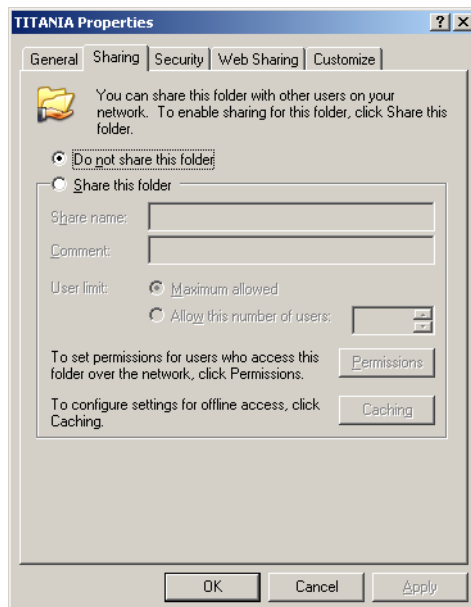 TITANIA Properties
General Sharing Security Web Sharing Customize
You can share this folder with other users on your
network. To enable sharing for this folder, click Share this
folder.
Do not share this folder
Share this folder
Share name:
Comment:
User limit: Maximum allowed
Allow this number of users:
To set permissions for users who access this
folder over the network, click Permissions.
Permissions
To configure settings for offline access, click
Caching.
Caching
OK Cancel Apply